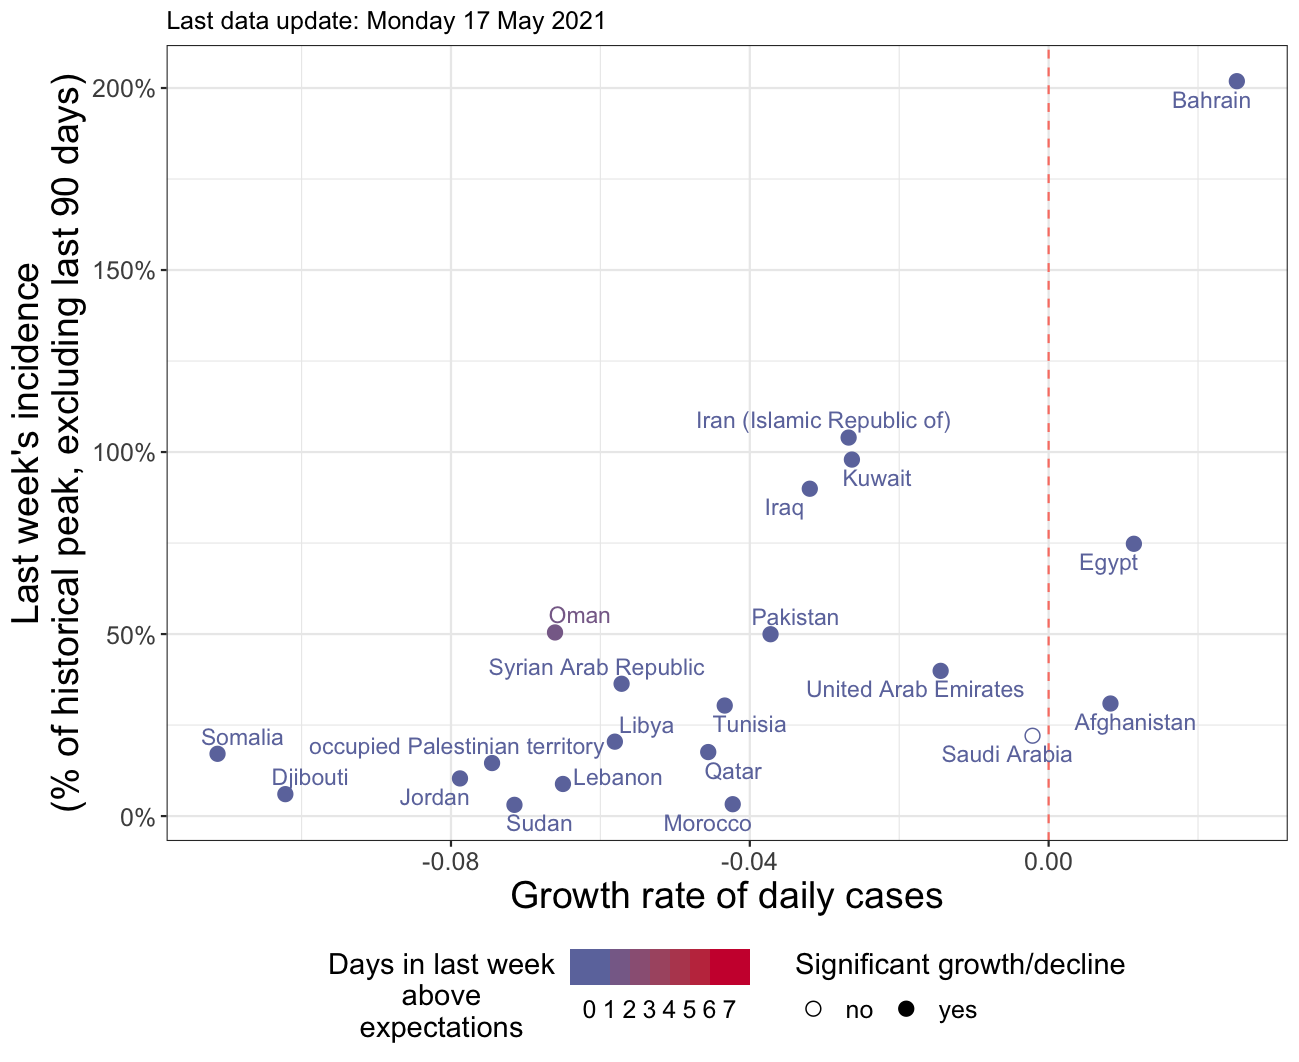 Last data update: Monday 17 May 2021
Last week's incidence
(% of historical peak, excluding last 90 days)
200%
150%
100%
50%
0%
Bahrain
Iran (Islamic Republic of)
Kuwait
Iraq
Egypt
Oman
Pakistan
Syrian Arab Republic
United Arab Emirates
Afghanistan
Libya
Tunisia
Somalia
occupied Palestinian territory
Saudi Arabia
Qatar
Djibouti
Lebanon
Jordan
Sudan
Morocco
-0.08
-0.04
0.00
Growth rate of daily cases
Days in last week
above
expectations
0 1 2 3 4 5 6 7
Significant growth/decline
no
yes